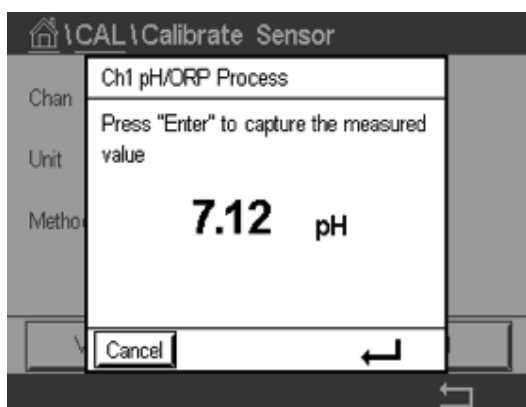 \CAL\Calibrate Sensor
Ch1 pH/ORP Process
Chan
Press "Enter" to capture the measured
value
Unit
7.12 pH
Metho
Cancel